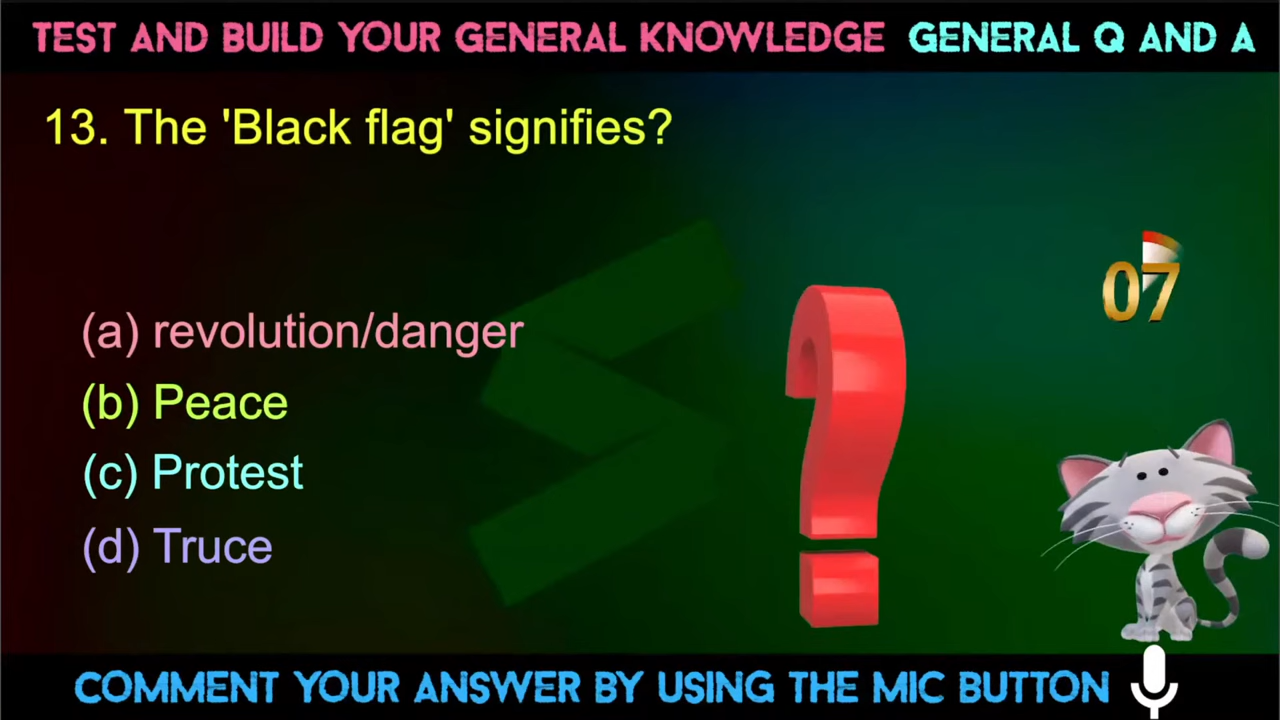 TEST AND BUILD YOUR GENERAL KNOWLEDGE GENERAL Q AND A
13. The 'Black flag' signifies?
07
(a) revolution/danger
(b) Peace
(c) Protest
(d) Truce
COMMENT YOUR ANSWER BY USING THE MIC BUTTON